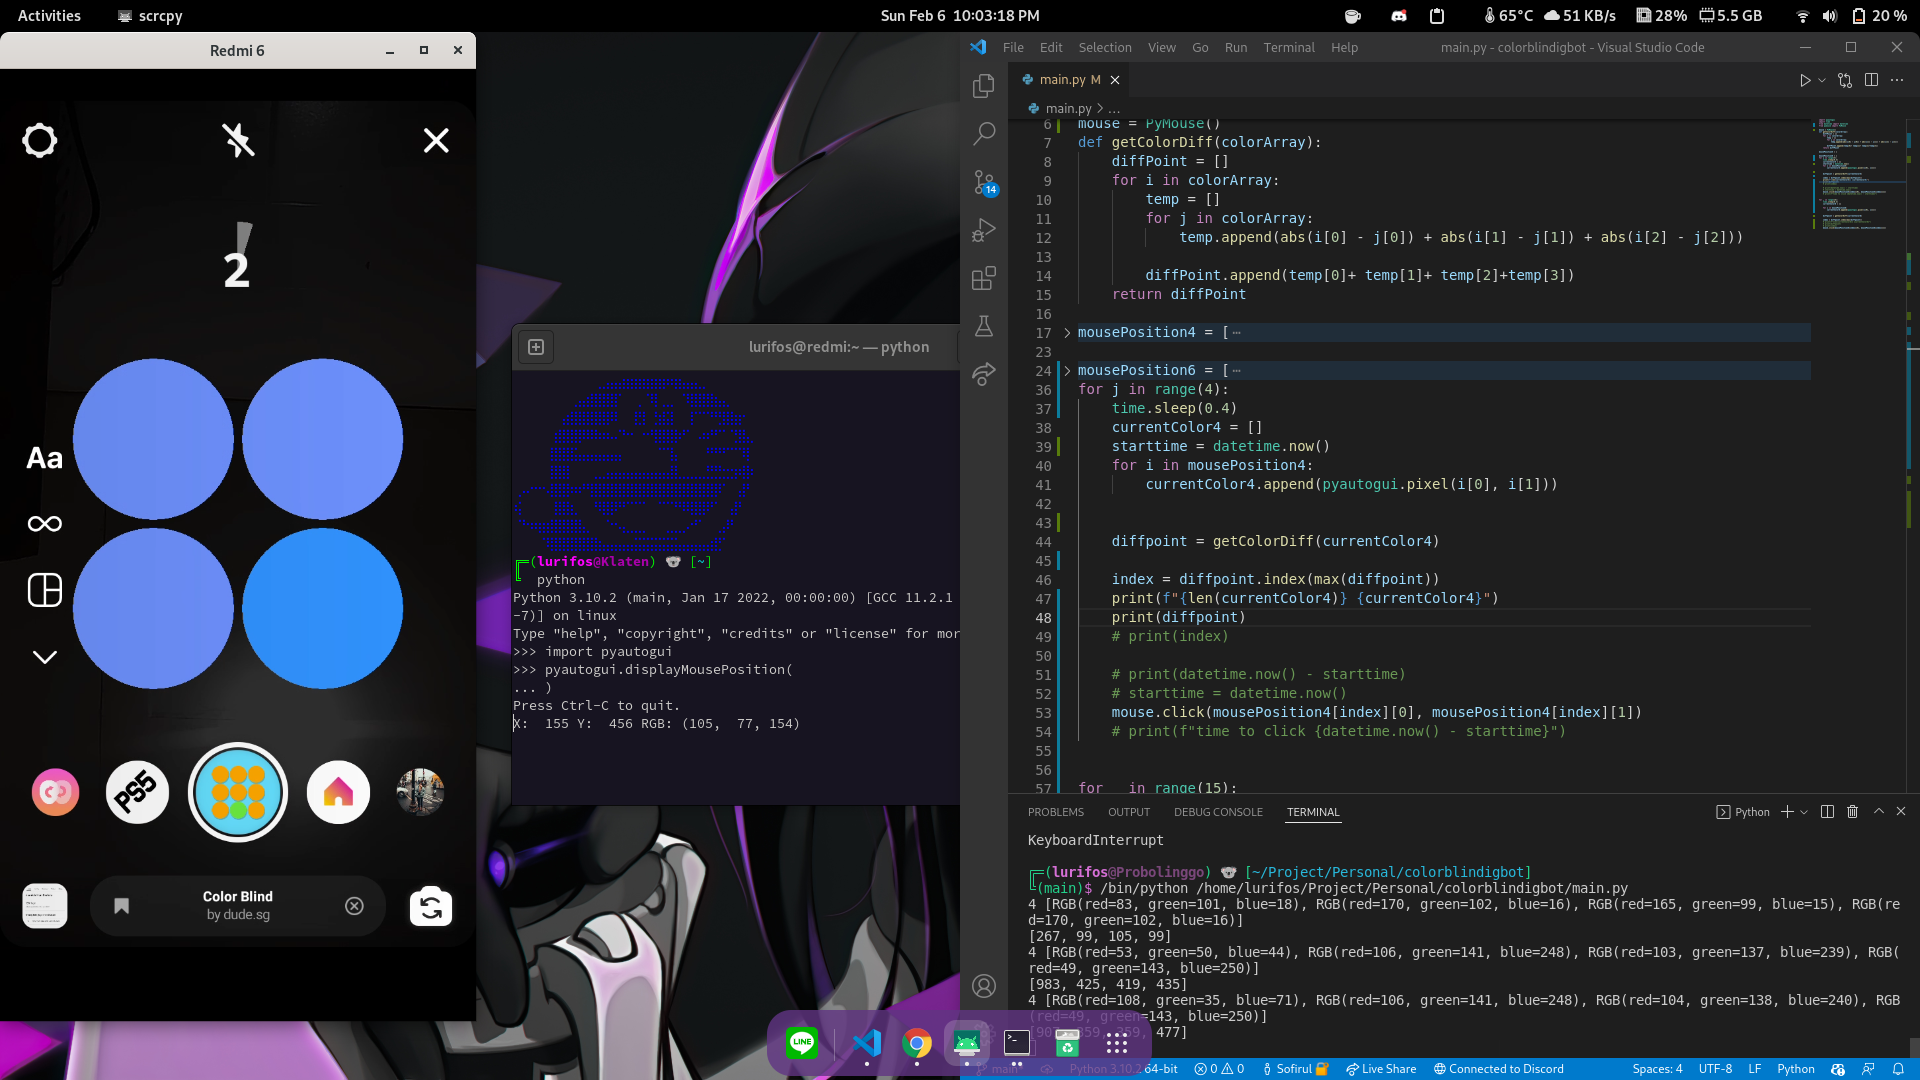 Activities
scrcpy
Sun Feb 6 10:03:18 PM
65°C
51 KB/s
28%
5.5 GB
20 %
Redmi 6
2
Aa
PS5
Color Blind
by dude.sg
lurifos@redmi:~ — python
(lurifos@Klaten) 🐨 [~]
python
Python 3.10.2 (main, Jan 17 2022, 00:00:00) [GCC 11.2.1
-7)] on linux
Type "help", "copyright", "credits" or "license" for mor
>>> import pyautogui
>>> pyautogui.displayMousePosition(
... )
Press Ctrl-C to quit.
X:  155 Y:  456 RGB: (105,  77, 154)
File Edit Selection View Go Run Terminal Help
main.py - colorblindigbot - Visual Studio Code
main.py M
main.py > ...
14
6 mouse = PyMouse()
7 def getColorDiff(colorArray):
8     diffPoint = []
9     for i in colorArray:
10         temp = []
11         for j in colorArray:
12             temp.append(abs(i[0] - j[0]) + abs(i[1] - j[1]) + abs(i[2] - j[2]))
13
14         diffPoint.append(temp[0]+ temp[1]+ temp[2]+temp[3])
15     return diffPoint
16
17 mousePosition4 = [⋯
23
24 mousePosition6 = [⋯
36 for j in range(4):
37     time.sleep(0.4)
38     currentColor4 = []
39     starttime = datetime.now()
40     for i in mousePosition4:
41         currentColor4.append(pyautogui.pixel(i[0], i[1]))
42
43
44     diffpoint = getColorDiff(currentColor4)
45
46     index = diffpoint.index(max(diffpoint))
47     print(f"{len(currentColor4)} {currentColor4}")
48     print(diffpoint)
49     # print(index)
50
51     # print(datetime.now() - starttime)
52     # starttime = datetime.now()
53     mouse.click(mousePosition4[index][0], mousePosition4[index][1])
54     # print(f"time to click {datetime.now() - starttime}")
55
56
57 for _ in range(15):
PROBLEMS OUTPUT DEBUG CONSOLE TERMINAL
Python
KeyboardInterrupt
(lurifos@Probolinggo) 🐨 [~/Project/Personal/colorblindigbot]
(main)$ /bin/python /home/lurifos/Project/Personal/colorblindigbot/main.py
4 [RGB(red=83, green=101, blue=18), RGB(red=170, green=102, blue=16), RGB(red=165, green=99, blue=15), RGB(re
d=170, green=102, blue=16)]
[267, 99, 105, 99]
4 [RGB(red=53, green=50, blue=44), RGB(red=106, green=141, blue=248), RGB(red=103, green=137, blue=239), RGB(
red=49, green=143, blue=250)]
[983, 425, 419, 435]
4 [RGB(red=108, green=35, blue=71), RGB(red=106, green=141, blue=248), RGB(red=104, green=138, blue=240), RGB
(red=49, green=143, blue=250)]
477]
LINE
main*
Python 3.10.2 64-bit
0 0
Sofirul
Live Share
Connected to Discord
Spaces: 4
UTF-8
LF
Python